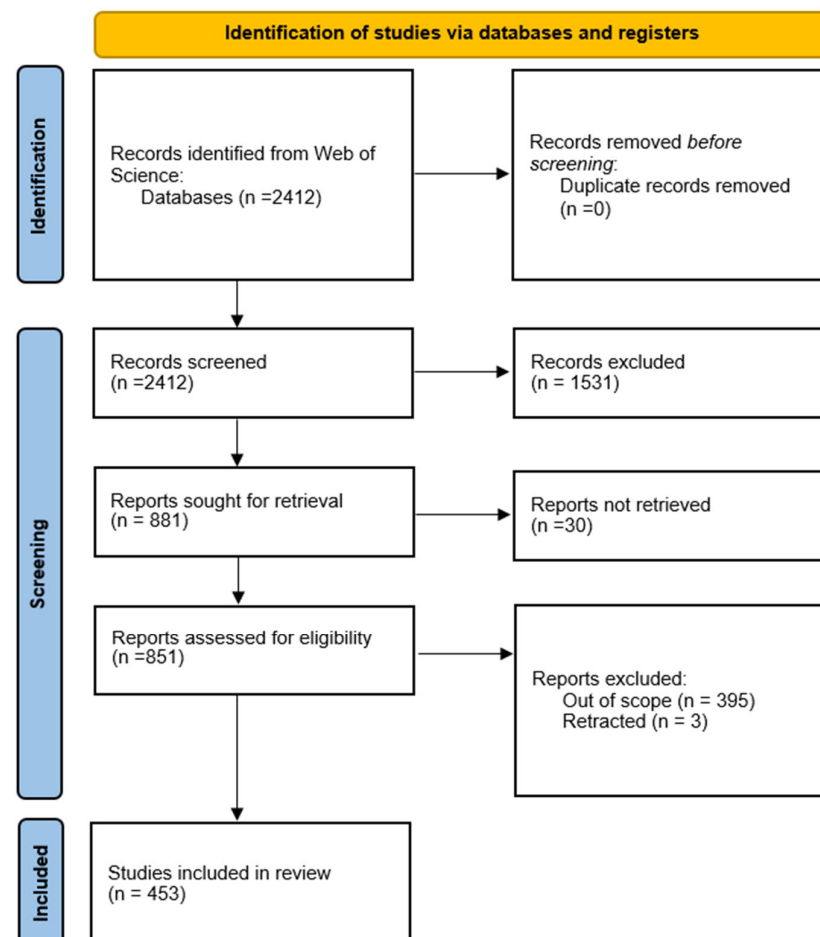 Identification of studies via databases and registers
Identification
Records identified from Web of
Science:
Databases (n =2412)
Records removed before
screening:
Duplicate records removed
(n =0)
Screening
Records screened
(n =2412)
Records excluded
(n = 1531)
Reports sought for retrieval
(n = 881)
Reports not retrieved
(n =30)
Reports assessed for eligibility
(n =851)
Reports excluded:
Out of scope (n = 395)
Retracted (n = 3)
Included
Studies included in review
(n = 453)